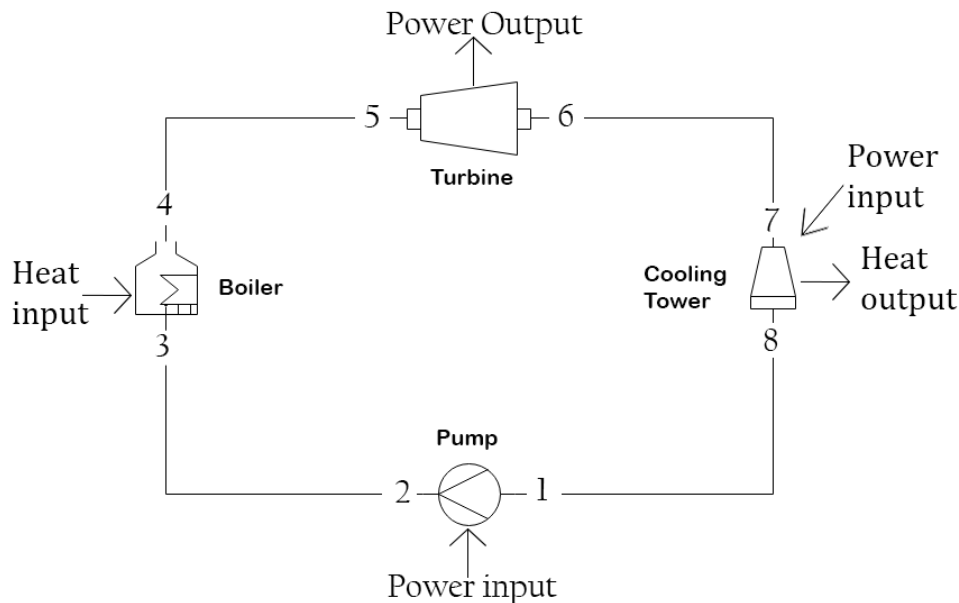 Power Output
5
6
Turbine
Power
input
4
7
Heat
input
Boiler
Cooling
Tower
Heat
output
3
8
Pump
2
1
Power input